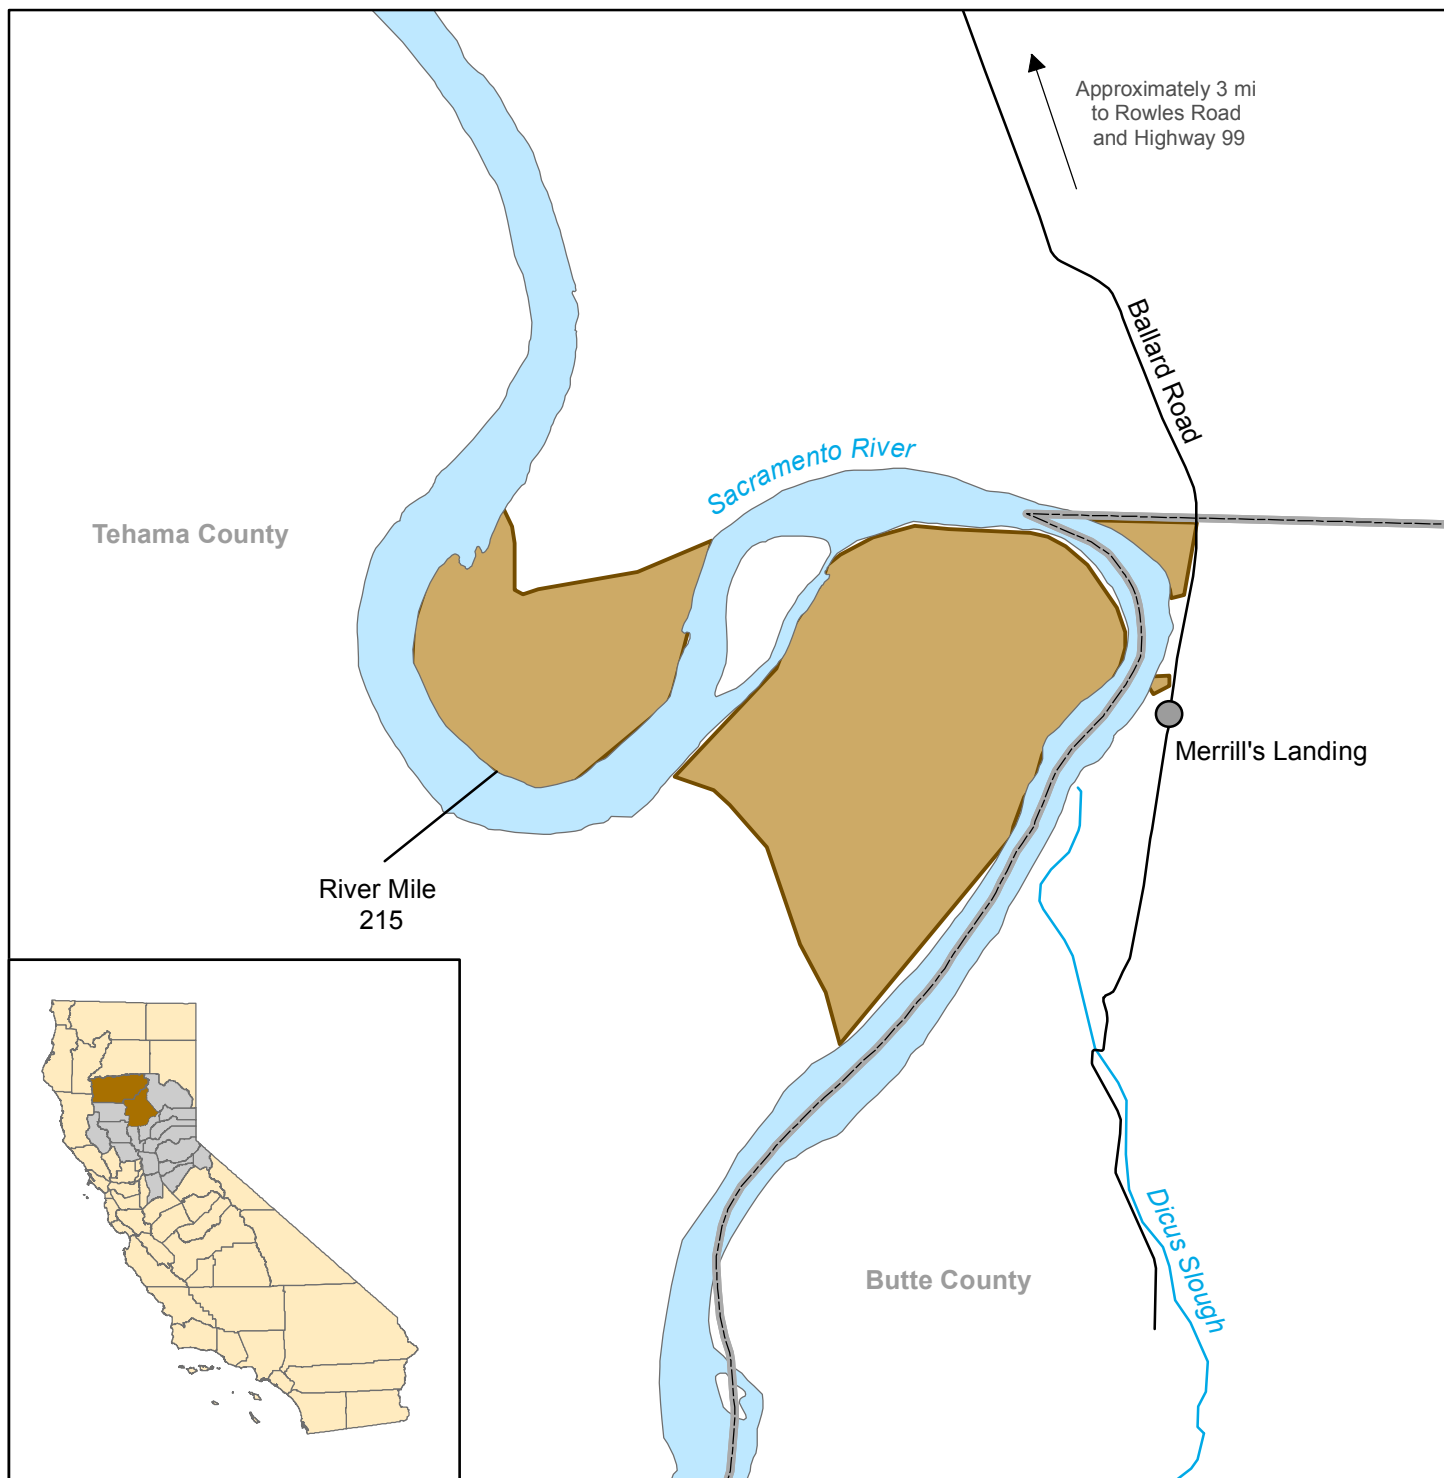 Approximately 3 mi
to Rowles Road
and Highway 99
Ballard Road
Sacramento River
Tehama County
Merrill's Landing
River Mile
215
Dicus Slough
Butte County